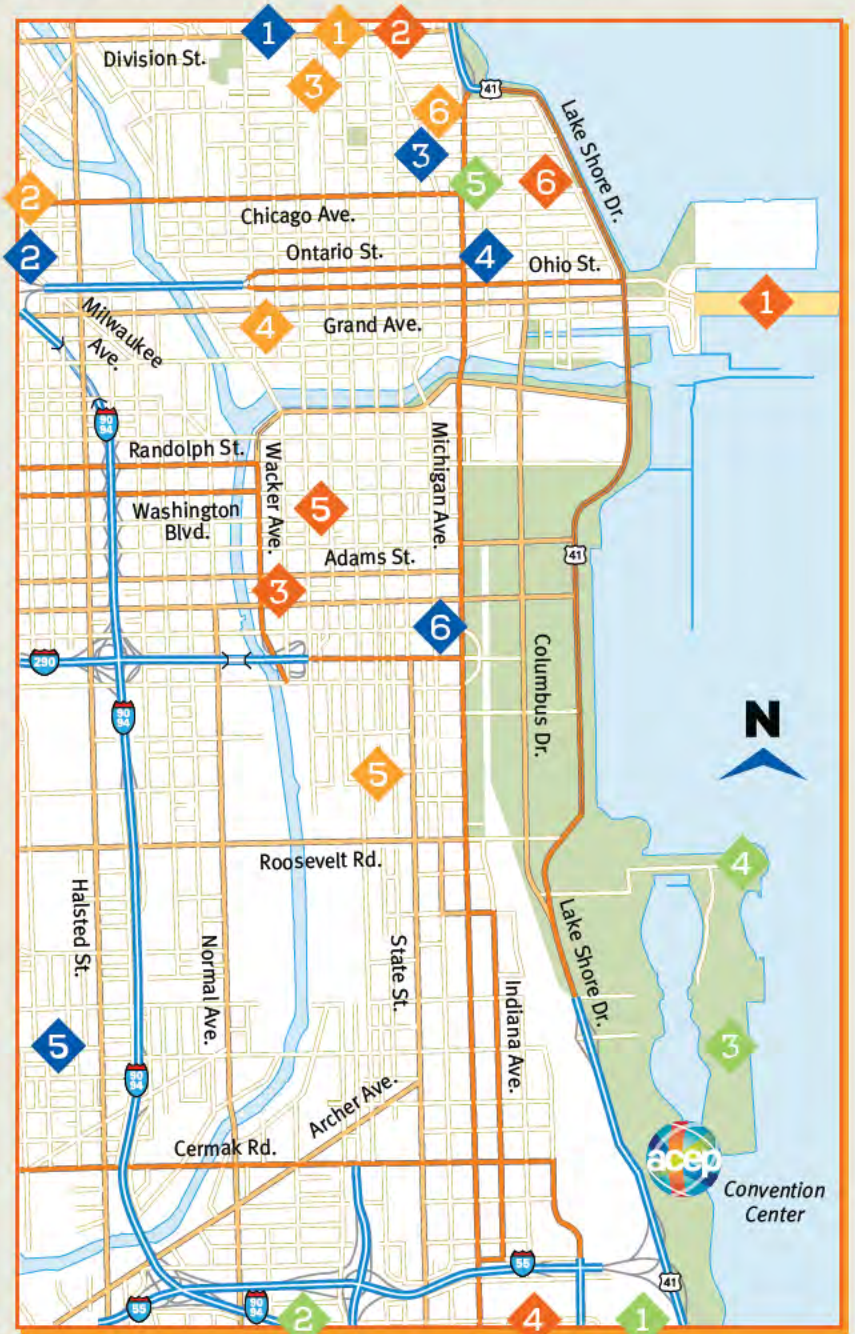 1
1
2
Division St.
3
41
6
Lake Shore Dr.
3
5
6
2
Chicago Ave.
2
Ontario St.
4
Ohio St.
1
Milwaukee
Ave.
4
Grand Ave.
90
94
Randolph St.
Wacker Ave.
Michigan Ave.
5
Washington
Blvd.
41
Adams St.
3
6
Columbus Dr.
290
90
94
N
5
Roosevelt Rd.
4
Halsted St.
Normal Ave.
State St.
Indiana Ave.
Lake Shore Dr.
5
3
90
94
Archer Ave.
Cermak Rd.
acep
Convention
Center
55
41
55
90
94
2
4
1